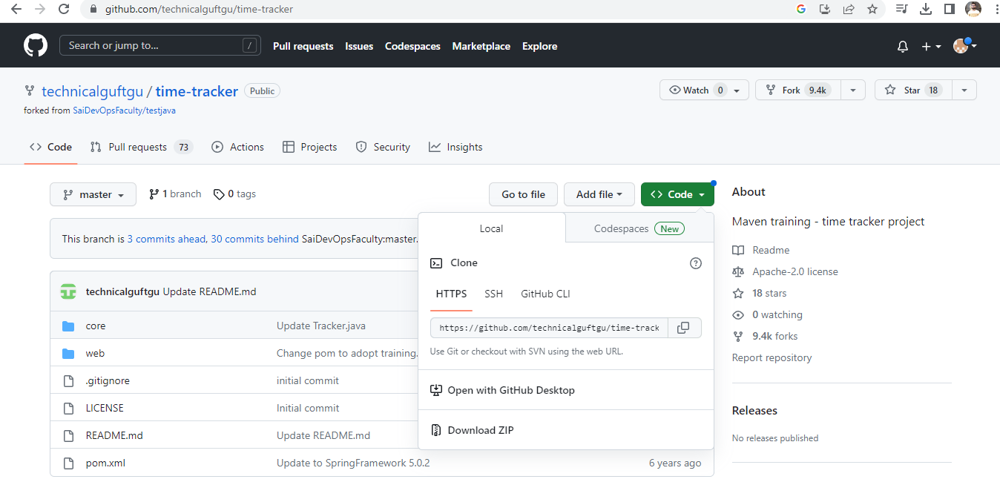 github.com/technicalguftgu/time-tracker
Search or jump to... /
Pull requests Issues Codespaces Marketplace Explore
technicalguftgu / time-tracker Public
Watch 0 Fork 9.4k Star 18
forked from SaiDevOpsFaculty/testjava
Code Pull requests 73 Actions Projects Security Insights
master 1 branch 0 tags Go to file Add file Code
This branch is 3 commits ahead, 30 commits behind SaiDevOpsFaculty:master.
technicalguftgu Update README.md
core Update Tracker.java
web Change pom to adopt training.
.gitignore initial commit
LICENSE Initial commit
README.md Update README.md
pom.xml Update to SpringFramework 5.0.2 6 years ago
Local Codespaces New
Clone
HTTPS SSH GitHub CLI
https://github.com/technicalguftgu/time-track
Use Git or checkout with SVN using the web URL.
Open with GitHub Desktop
Download ZIP
About
Maven training - time tracker project
Readme
Apache-2.0 license
18 stars
0 watching
9.4k forks
Report repository
Releases
No releases published